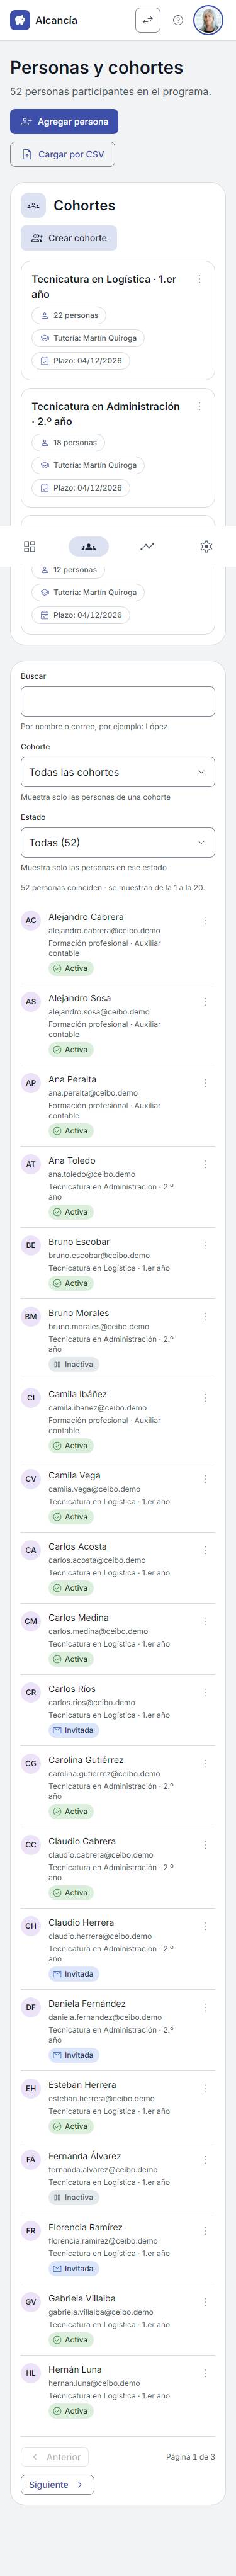 Alcancía
Personas y cohortes
52 personas participantes en el programa.
Agregar persona
Cargar por CSV
Cohortes
Crear cohorte
Tecnicatura en Logística · 1.er
año
22 personas
Tutoría: Martín Quiroga
Plazo: 04/12/2026
Tecnicatura en Administración
· 2.º año
18 personas
Tutoría: Martín Quiroga
Plazo: 04/12/2026
12 personas
Tutoría: Martín Quiroga
Plazo: 04/12/2026
Buscar
Por nombre o correo, por ejemplo: López
Cohorte
Todas las cohortes
Muestra solo las personas de una cohorte
Estado
Todas (52)
Muestra solo las personas en ese estado
52 personas coinciden · se muestran de la 1 a la 20.
AC
Alejandro Cabrera
alejandro.cabrera@ceibo.demo
Formación profesional · Auxiliar
contable
Activa
AS
Alejandro Sosa
alejandro.sosa@ceibo.demo
Formación profesional · Auxiliar
contable
Activa
AP
Ana Peralta
ana.peralta@ceibo.demo
Formación profesional · Auxiliar
contable
Activa
AT
Ana Toledo
ana.toledo@ceibo.demo
Tecnicatura en Administración · 2.º
año
Activa
BE
Bruno Escobar
bruno.escobar@ceibo.demo
Tecnicatura en Logística · 1.er año
Activa
BM
Bruno Morales
bruno.morales@ceibo.demo
Tecnicatura en Administración · 2.º
año
Inactiva
CI
Camila Ibáñez
camila.ibanez@ceibo.demo
Formación profesional · Auxiliar
contable
Activa
CV
Camila Vega
camila.vega@ceibo.demo
Tecnicatura en Logística · 1.er año
Activa
CA
Carlos Acosta
carlos.acosta@ceibo.demo
Tecnicatura en Logística · 1.er año
Activa
CM
Carlos Medina
carlos.medina@ceibo.demo
Tecnicatura en Logística · 1.er año
Activa
CR
Carlos Ríos
carlos.rios@ceibo.demo
Tecnicatura en Logística · 1.er año
Invitada
CG
Carolina Gutiérrez
carolina.gutierrez@ceibo.demo
Tecnicatura en Administración · 2.º
año
Activa
CC
Claudio Cabrera
claudio.cabrera@ceibo.demo
Tecnicatura en Administración · 2.º
año
Activa
CH
Claudio Herrera
claudio.herrera@ceibo.demo
Tecnicatura en Administración · 2.º
año
Invitada
DF
Daniela Fernández
daniela.fernandez@ceibo.demo
Tecnicatura en Administración · 2.º
año
Invitada
EH
Esteban Herrera
esteban.herrera@ceibo.demo
Tecnicatura en Logística · 1.er año
Activa
FÁ
Fernanda Álvarez
fernanda.alvarez@ceibo.demo
Tecnicatura en Logística · 1.er año
Inactiva
FR
Florencia Ramírez
florencia.ramirez@ceibo.demo
Tecnicatura en Logística · 1.er año
Invitada
GV
Gabriela Villalba
gabriela.villalba@ceibo.demo
Tecnicatura en Logística · 1.er año
Activa
HL
Hernán Luna
hernan.luna@ceibo.demo
Tecnicatura en Logística · 1.er año
Activa
Anterior
Página 1 de 3
Siguiente